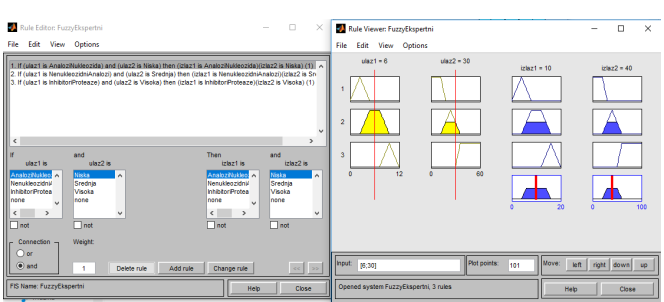 Rule Editor: FuzzyEkspertni
File Edit View Options
1. If (ulaz1 is AnaloziNukleozida) and (ulaz2 is Niska) then (izlaz1 is AnaloziNukleozida)(izlaz2 is Niska) (1)
2. If (ulaz1 is NenukleozidniAnalozi) and (ulaz2 is Srednja) then (izlaz1 is NenukleozidniAnalozi)(izlaz2 is Sr
3. If (ulaz1 is InhibitorProteaze) and (ulaz2 is Visoka) then (izlaz1 is InhibitorProteaze)(izlaz2 is Visoka) (1)
If and Then and
ulaz1 is ulaz2 is izlaz1 is izlaz2 is
AnaloziNukleo Niska AnaloziNukleo Niska
Nenukleozidni Srednja Nenukleozidni Srednja
InhibitorProtea Visoka InhibitorProtea Visoka
none none none none
not not not not
Connection Weight:
or
and 1 Delete rule Add rule Change rule << >>
FIS Name: FuzzyEkspertni Help Close
Rule Viewer: FuzzyEkspertni
File Edit View Options
ulaz1 = 6 ulaz2 = 30 izlaz1 = 10 izlaz2 = 40
1
2
3
0 12 0 60
0 20 0 100
Input: [6;30] Plot points: 101 Move: left right down up
Opened system FuzzyEkspertni, 3 rules Help Close